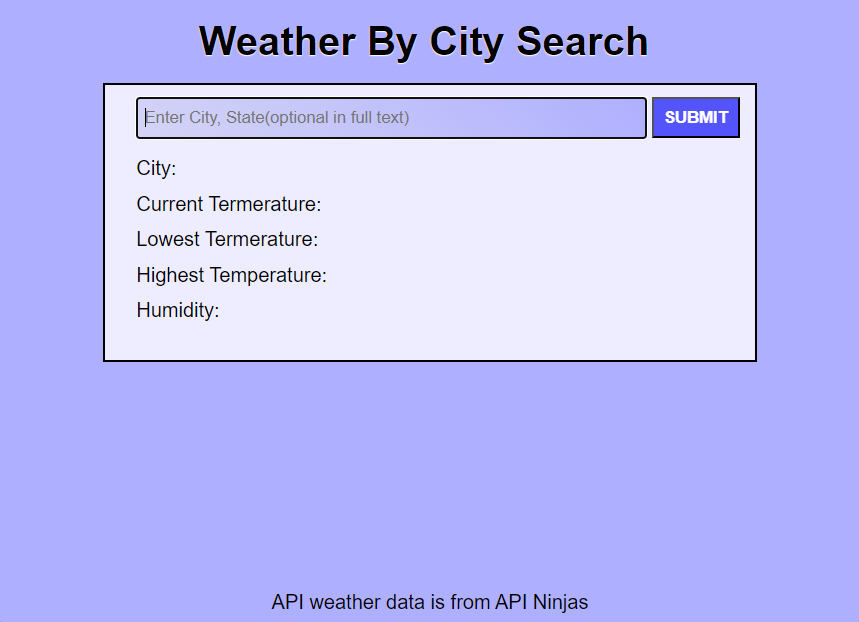 Weather By City Search
Enter City, State(optional in full text)
SUBMIT
City:
Current Termerature:
Lowest Termerature:
Highest Temperature:
Humidity:
API weather data is from API Ninjas